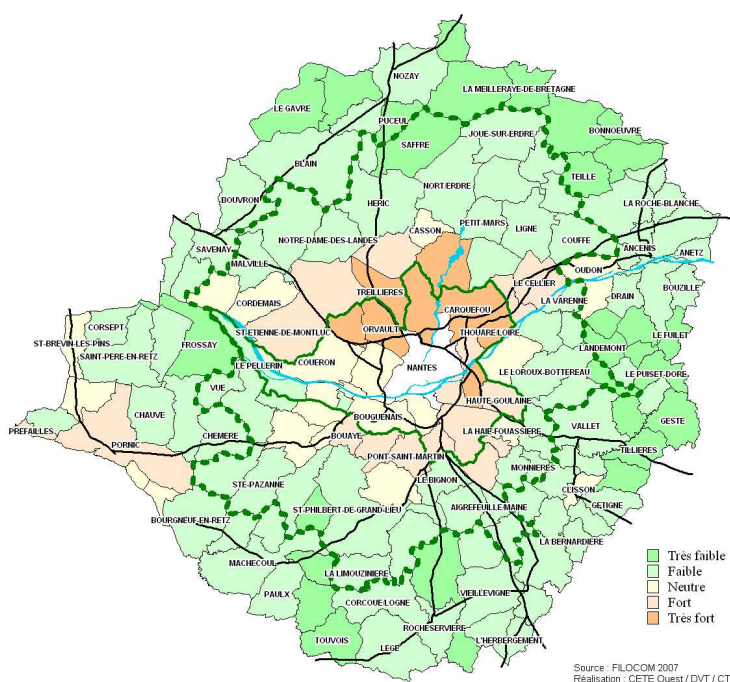 NOZAY
LA MEILLERAYE-DE-BRETAGNE
LE GAVRE
PUCEUL
JOUE-SUR-ERDRE
BONNOEUVRE
SAFFRE
BLAIN
TEILLE
NORT/ERDRE
LA ROCHE-BLANCHE
BOUVRON
HERIC
PETIT-MARS
LIGNE
CASSON
NOTRE-DAME-DES-LANDES
COUFFE
ANCENIS
SAVENAY
ANETZ
MALVILLE
OUDON
LE CELLIER
TREILLIERES
BOUZILLE
CORDEMAIS
LA VARENNE
DRAIN
CARQUEFOU
CORSEPT
ST-ETIENNE-DE-MONTLUC
ORVAULT
THOUARE/LOIRE
LE FUILET
ST-BREVIN-LES-PINS
FROSSAY
LANDEMONT
SAINT-PERE-EN-RETZ
COUERON
LE PELLERIN
NANTES
LE LOROUX-BOTTEREAU
LE PUISET-DORE
VUE
HAUTE-GOULAINE
CHAUVE
BOUGUENAIS
GESTE
PREFAILLES
VALLET
CHEMERE
BOUAYE
LA HAIE-FOUASSIERE
PORNIC
TILLIERES
PONT-SAINT-MARTIN
MONNIERES
LE BIGNON
STE-PAZANNE
CLISSON
GETIGNE
ST-PHILBERT-DE-GRAND-LIEU
AIGREFEUILLE/MAINE
BOURGNEUF-EN-RETZ
LA BERNARDIERE
MACHECOUL
LA LIMOUZINIERE
PAULX
VIEILLEVIGNE
CORCOUE/LOGNE
ROCHESERVIERE
TOUVOIS
L'HERBERGEMENT
LEGE
Très faible
Faible
Neutre
Fort
Très fort
Source : FILOCOM 2007
Réalisation : CETE Ouest / DVT / CT